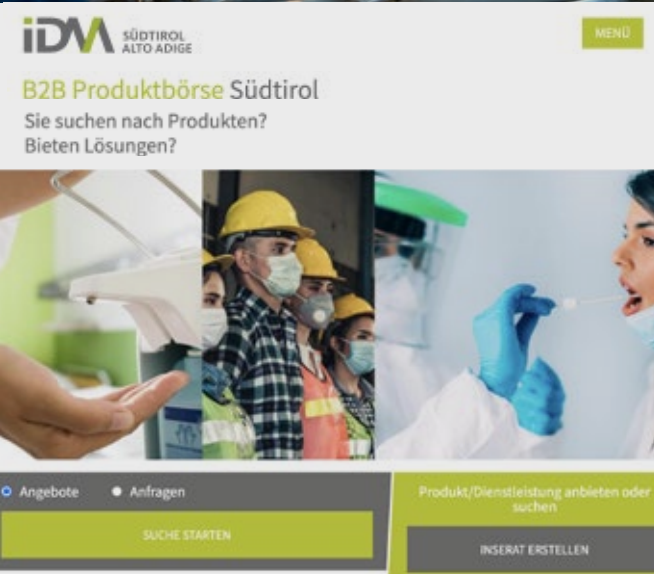 iDM SÜDTIROL
ALTO ADIGE
MENÜ
B2B Produktbörse Südtirol
Sie suchen nach Produkten?
Bieten Lösungen?
Angebote Anfragen
SUCHE STARTEN
Produkt/Dienstleistung anbieten oder
suchen
INSERAT ERSTELLEN